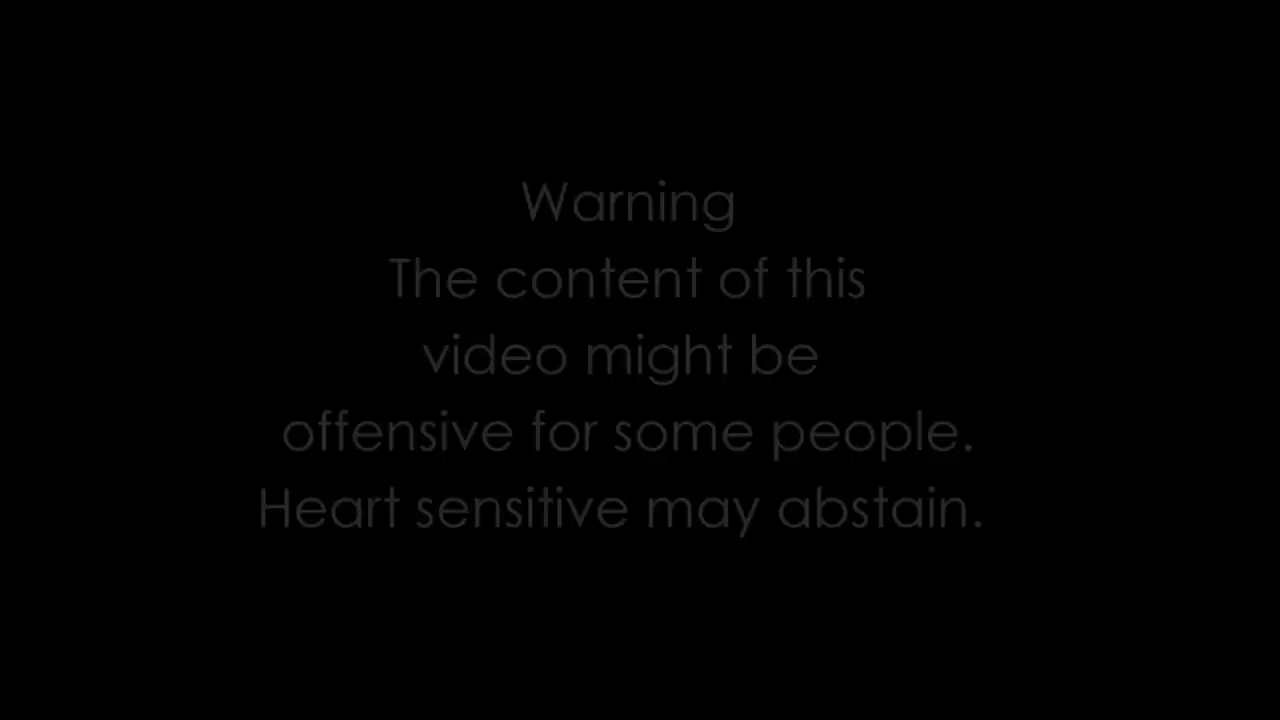 Warning
The content of this
video might be
offensive for some people.
Heart sensitive may abstain.